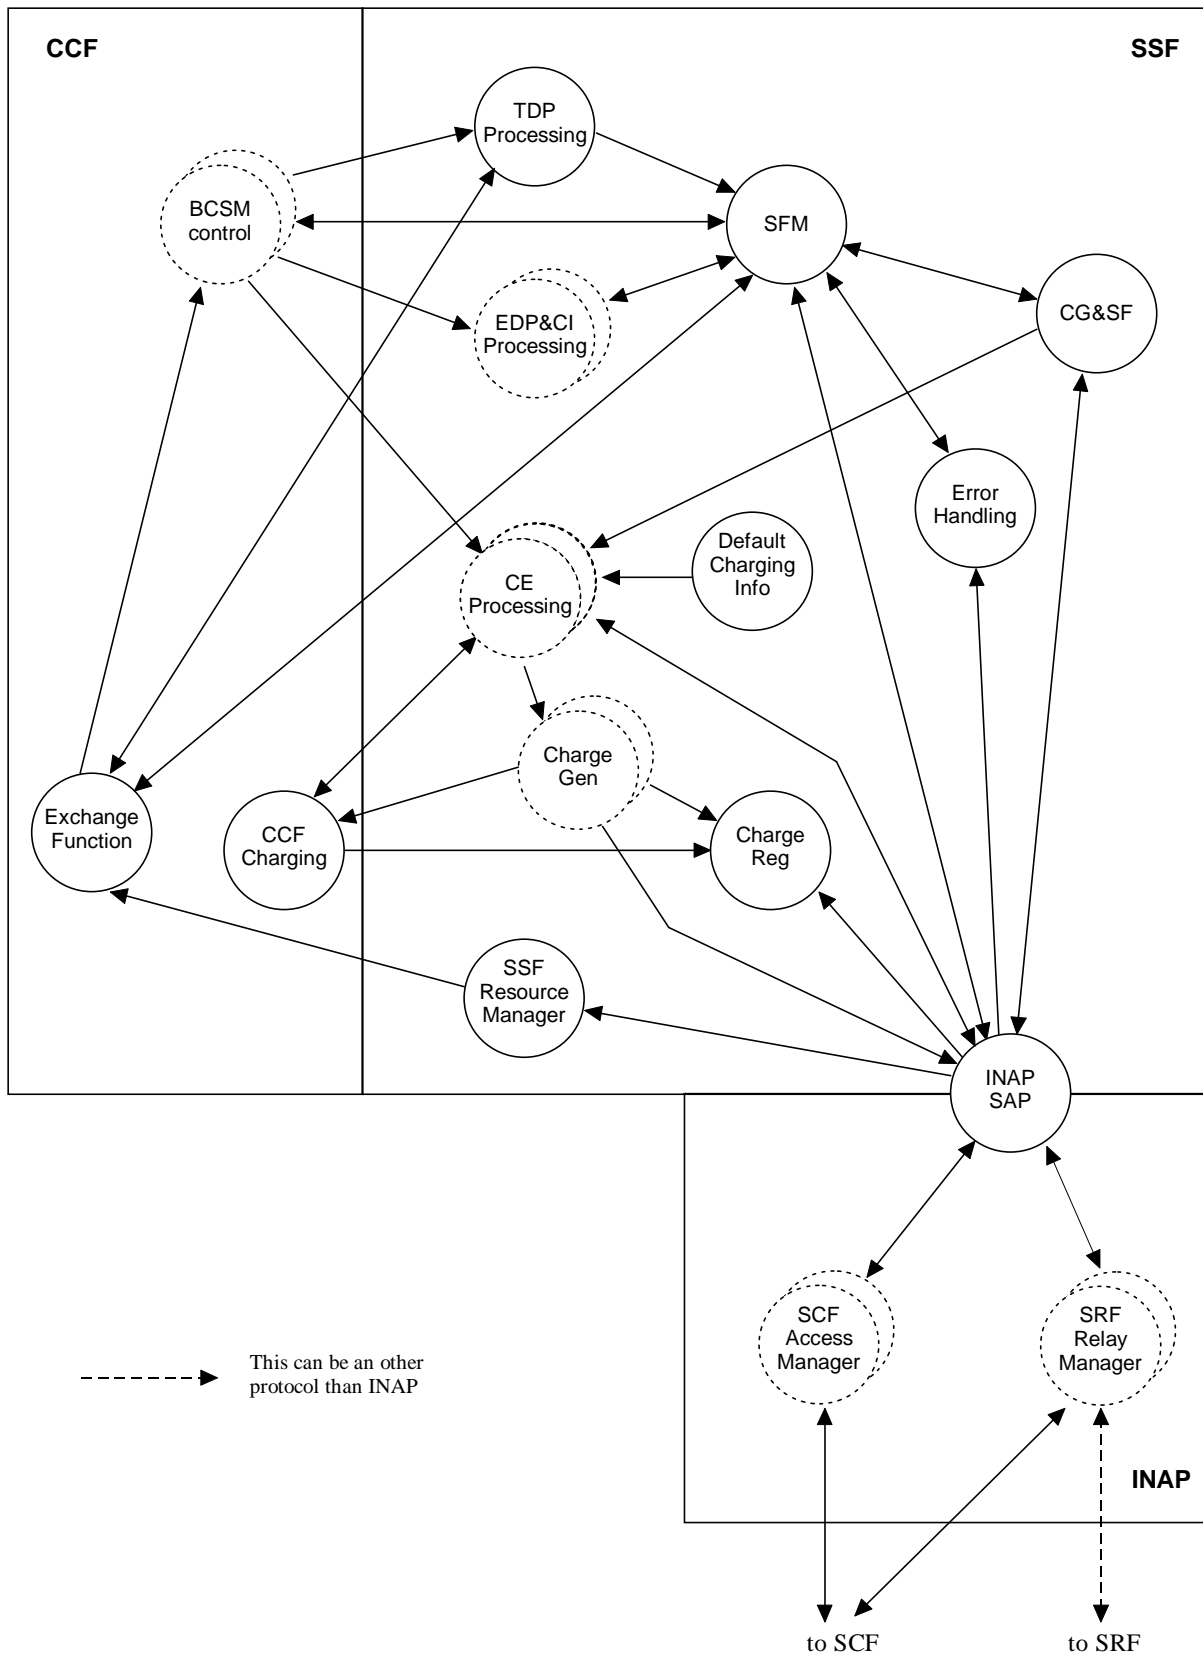 CCF
SSF
TDP
Processing
BCSM
control
SFM
CG&SF
EDP&CI
Processing
Error
Handling
Default
Charging
Info
CE
Processing
Charge
Gen
Exchange
Function
CCF
Charging
Charge
Reg
SSF
Resource
Manager
INAP
SAP
SCF
Access
Manager
SRF
Relay
Manager
This can be an other
protocol than INAP
INAP
to SCF
to SRF